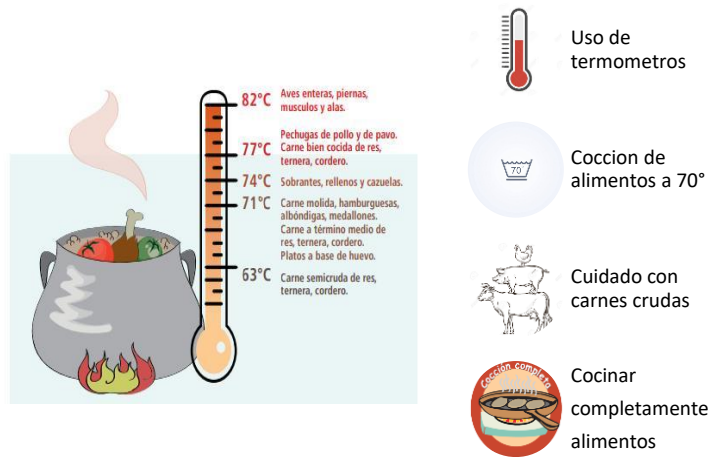 82°C Aves enteras, piernas,
musculos y alas.
Pechugas de pollo y de pavo.
77°C Carne bien cocida de res,
ternera, cordero.
74°C Sobrantes, rellenos y cazuelas.
71°C Carne molida, hamburguesas,
albóndigas, medallones.
Carne a término medio de
res, ternera, cordero.
Platos a base de huevo.
63°C Carne semicruda de res,
ternera, cordero.
Uso de
termometros
70
Coccion de
alimentos a 70°
Cuidado con
carnes crudas
Cocción completo
Cocinar
completamente
alimentos